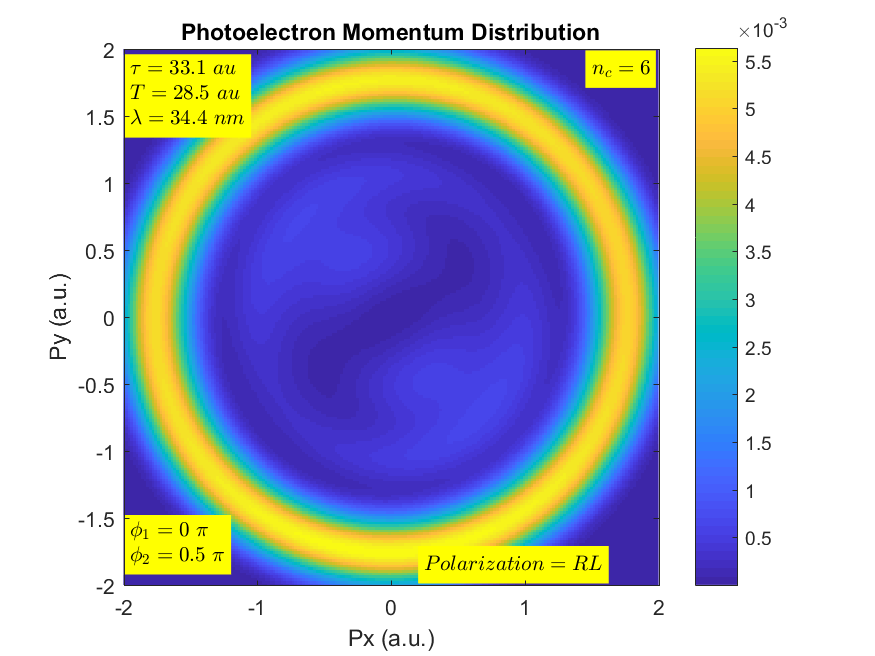 Photoelectron Momentum Distribution
×10⁻³
τ = 33.1 au
T = 28.5 au
λ = 34.4 nm
n_c = 6
ϕ₁ = 0 π
ϕ₂ = 0.5 π
Polarization = RL
2
1.5
1
0.5
0
-0.5
-1
-1.5
-2
Py (a.u.)
-2
-1
0
1
2
Px (a.u.)
5.5
5
4.5
4
3.5
3
2.5
2
1.5
1
0.5